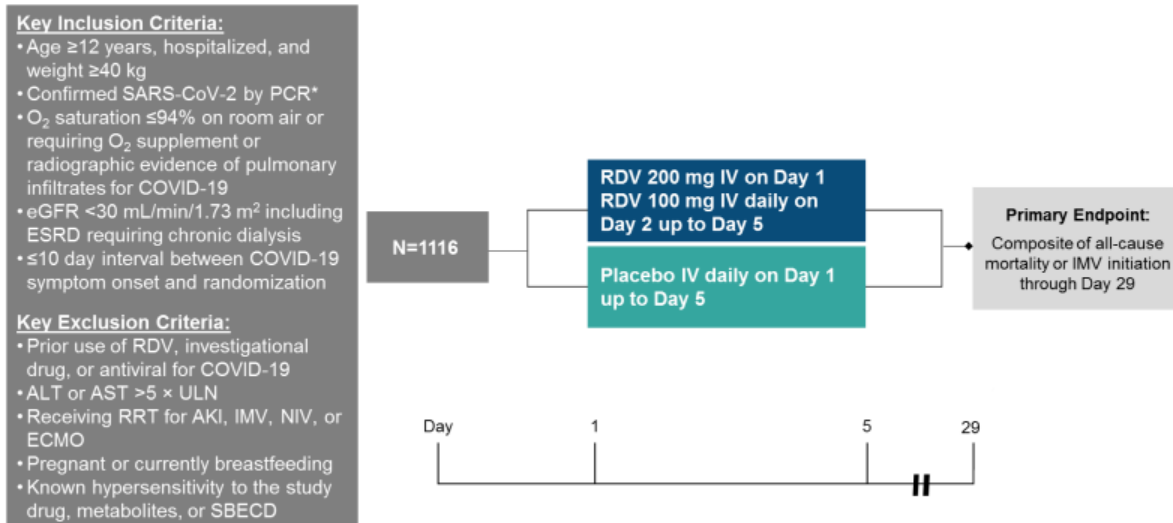 Key Inclusion Criteria:
• Age ≥12 years, hospitalized, and
weight ≥40 kg
• Confirmed SARS-CoV-2 by PCR*
• O₂ saturation ≤94% on room air or
requiring O₂ supplement or
radiographic evidence of pulmonary
infiltrates for COVID-19
• eGFR <30 mL/min/1.73 m² including
ESRD requiring chronic dialysis
• ≤10 day interval between COVID-19
symptom onset and randomization
Key Exclusion Criteria:
• Prior use of RDV, investigational
drug, or antiviral for COVID-19
• ALT or AST >5 × ULN
• Receiving RRT for AKI, IMV, NIV, or
ECMO
• Pregnant or currently breastfeeding
• Known hypersensitivity to the study
drug, metabolites, or SBECD
N=1116
RDV 200 mg IV on Day 1
RDV 100 mg IV daily on
Day 2 up to Day 5
Placebo IV daily on Day 1
up to Day 5
Primary Endpoint:
Composite of all-cause
mortality or IMV initiation
through Day 29
Day 1 5 29